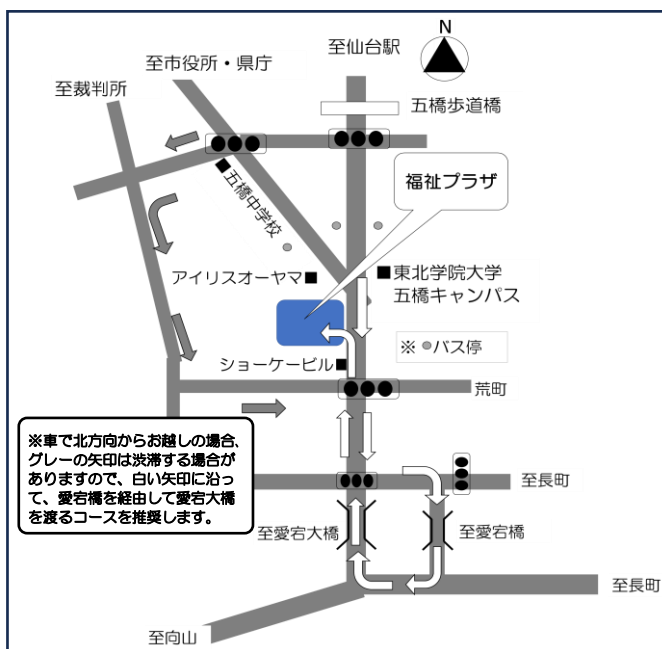 至仙台駅
N
至市役所・県庁
至裁判所
五橋歩道橋
福祉プラザ
■五橋中学校
アイリスオーヤマ■
■東北学院大学
五橋キャンパス
ショーケービル■
※ バス停
荒町
※車で北方向からお越しの場合、
グレーの矢印は渋滞する場合が
ありますので、白い矢印に沿っ
て、愛宕橋を経由して愛宕大橋
を渡るコースを推奨します。
至長町
至愛宕大橋
至愛宕橋
至長町
至向山